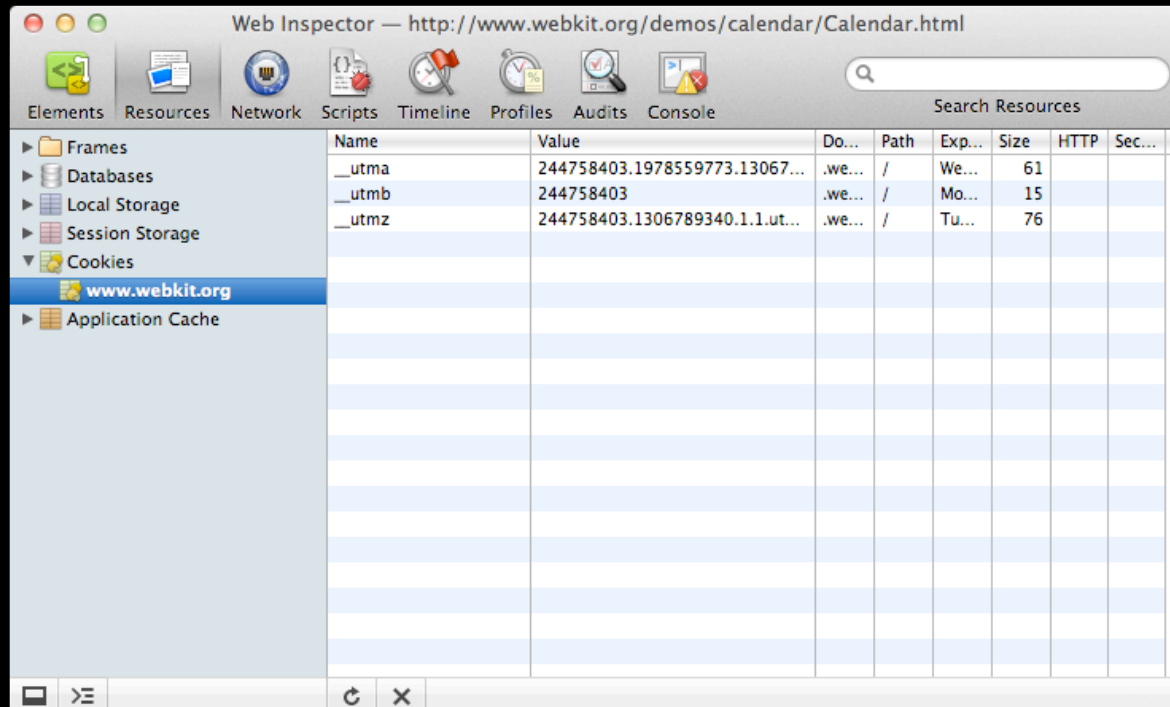 Web Inspector — http://www.webkit.org/demos/calendar/Calendar.html
Elements Resources Network Scripts Timeline Profiles Audits Console Search Resources
Frames
Databases
Local Storage
Session Storage
Cookies
www.webkit.org
Application Cache
Name Value Do... Path Exp... Size HTTP Sec...
__utma 244758403.1978559773.13067... .we... / We... 61
__utmb 244758403 .we... / Mo... 15
__utmz 244758403.1306789340.1.1.ut... .we... / Tu... 76